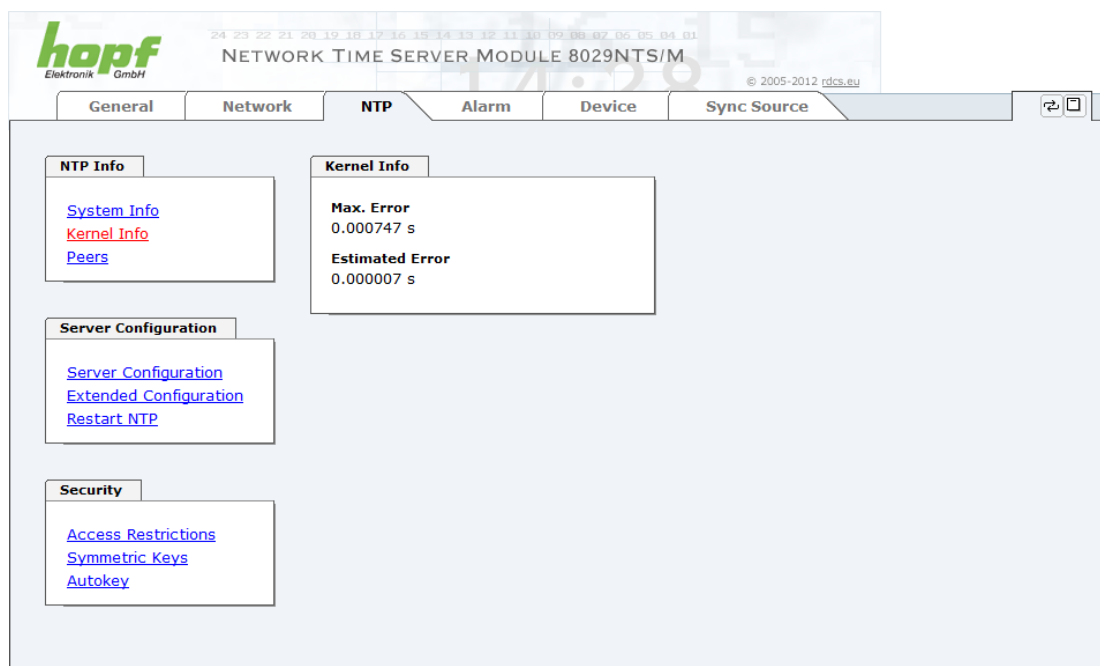 hopf
Elektronik GmbH
24 23 22 21 20 19 18 17 16 15 14 13 12 11 10 09 08 07 06 05 04 01
NETWORK TIME SERVER MODULE 8029NTS/M
14:28
© 2005-2012 rdcs.eu
General Network NTP Alarm Device Sync Source
NTP Info
System Info
Kernel Info
Peers
Kernel Info
Max. Error
0.000747 s
Estimated Error
0.000007 s
Server Configuration
Server Configuration
Extended Configuration
Restart NTP
Security
Access Restrictions
Symmetric Keys
Autokey